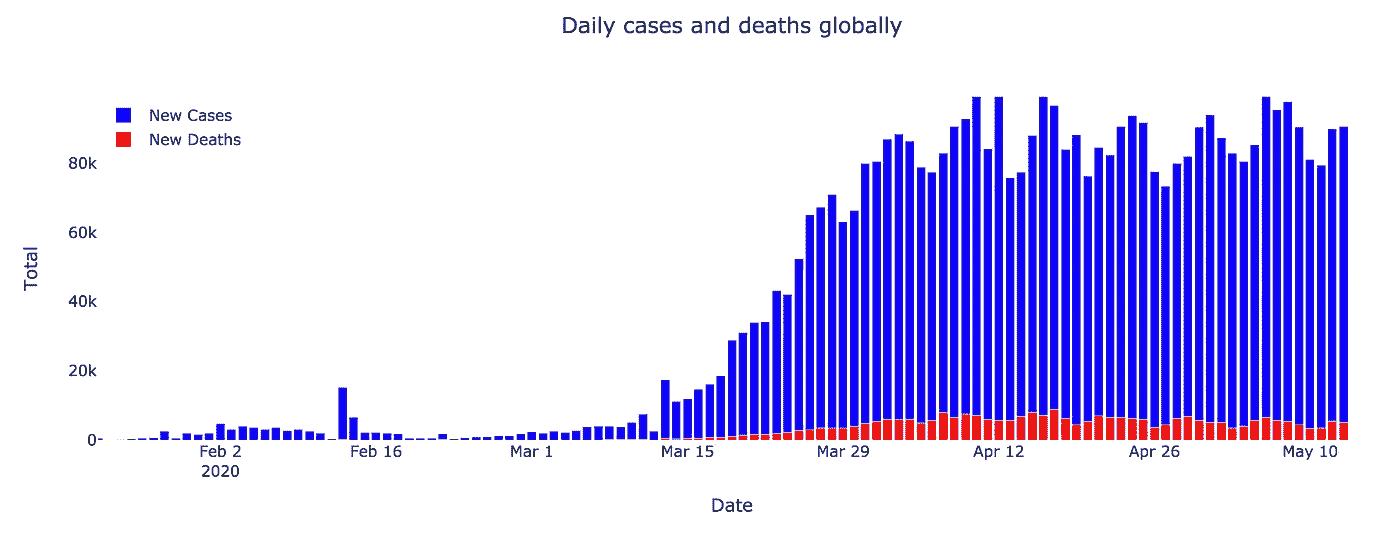 Daily cases and deaths globally
New Cases
New Deaths
80k
60k
40k
20k
0
Total
Feb 2
2020
Feb 16
Mar 1
Mar 15
Mar 29
Apr 12
Apr 26
May 10
Date